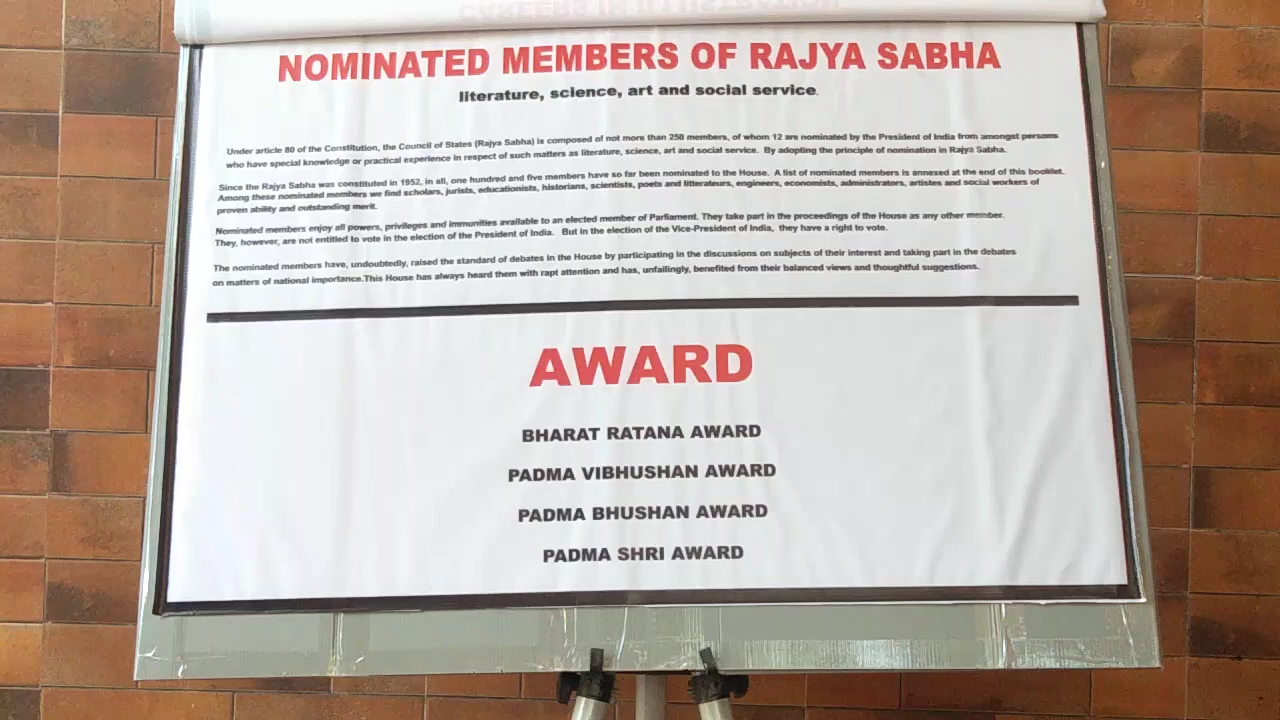 CAREERS IN ILLUSTRATION
NOMINATED MEMBERS OF RAJYA SABHA
literature, science, art and social service.
Under article 80 of the Constitution, the Council of States (Rajya Sabha) is composed of not more than 250 members, of whom 12 are nominated by the President of India from amongst persons
who have special knowledge or practical experience in respect of such matters as literature, science, art and social service. By adopting the principle of nomination in Rajya Sabha.
Since the Rajya Sabha was constituted in 1952, in all, one hundred and five members have so far been nominated to the House. A list of nominated members is annexed at the end of this booklet.
Among these nominated members we find scholars, jurists, educationists, historians, scientists, poets and litterateurs, engineers, economists, administrators, artistes and social workers of
proven ability and outstanding merit.
Nominated members enjoy all powers, privileges and immunities available to an elected member of Parliament. They take part in the proceedings of the House as any other member.
They, however, are not entitled to vote in the election of the President of India. But in the election of the Vice-President of India, they have a right to vote.
The nominated members have, undoubtedly, raised the standard of debates in the House by participating in the discussions on subjects of their interest and taking part in the debates
on matters of national importance.This House has always heard them with rapt attention and has, unfailingly, benefited from their balanced views and thoughtful suggestions.
AWARD
BHARAT RATANA AWARD
PADMA VIBHUSHAN AWARD
PADMA BHUSHAN AWARD
PADMA SHRI AWARD